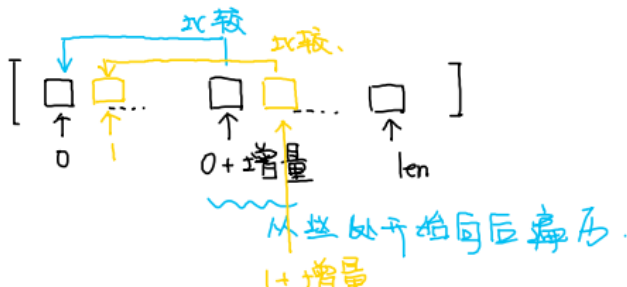 比较
比较、
[ .... .... ]
0 1 0+增量 len
从这处开始向后遍历.
1+增量